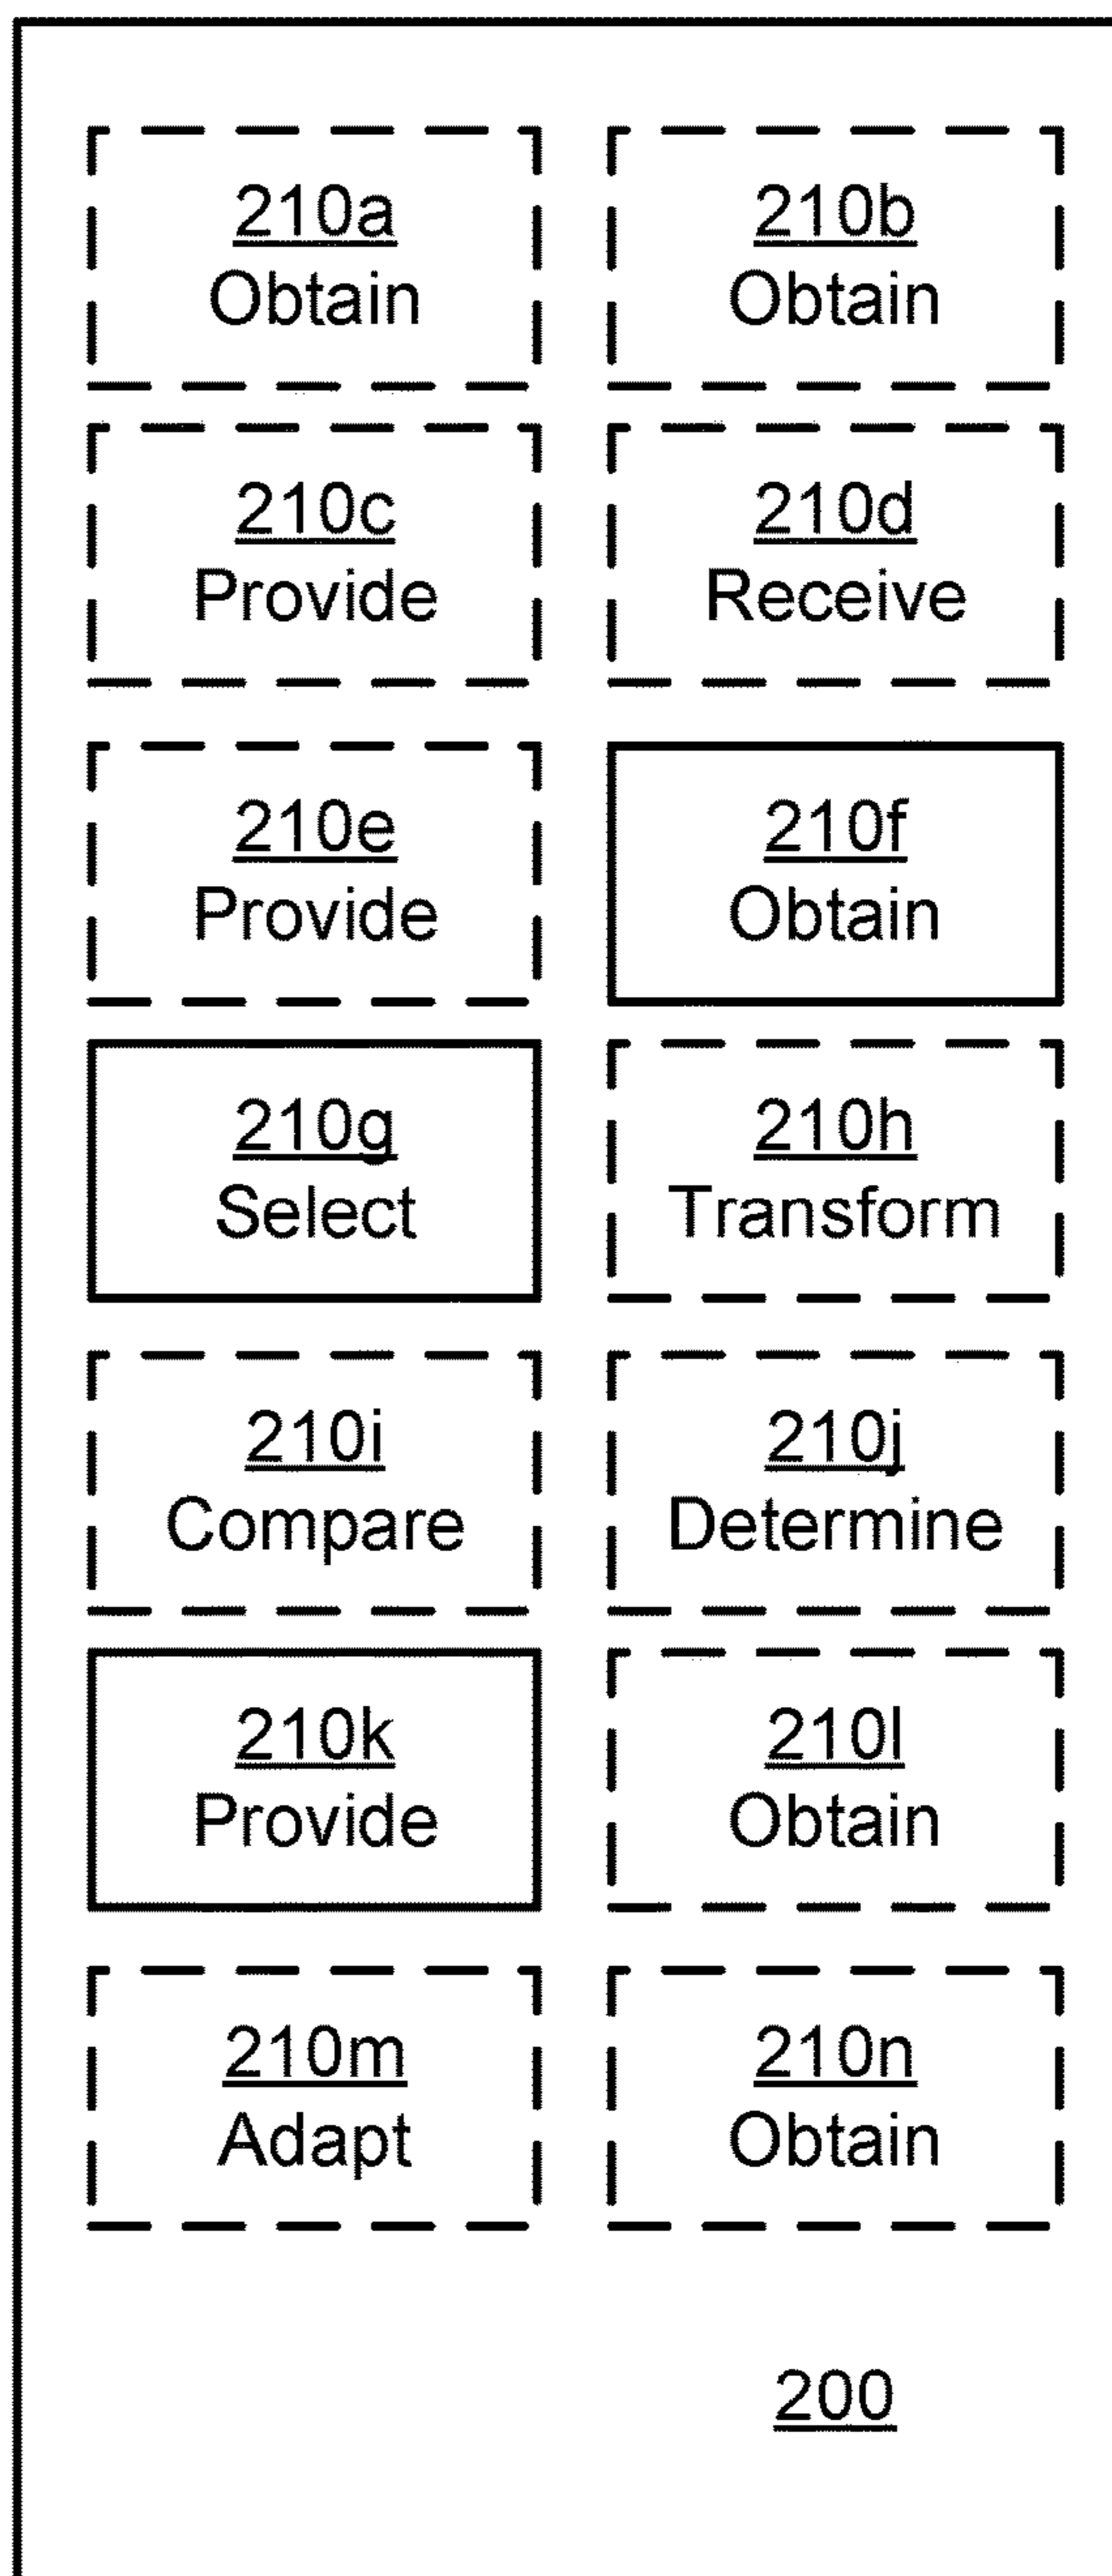 210a
Obtain
210b
Obtain
210c
Provide
210d
Receive
210e
Provide
210f
Obtain
210g
Select
210h
Transform
210i
Compare
210j
Determine
210k
Provide
210l
Obtain
210m
Adapt
210n
Obtain
200